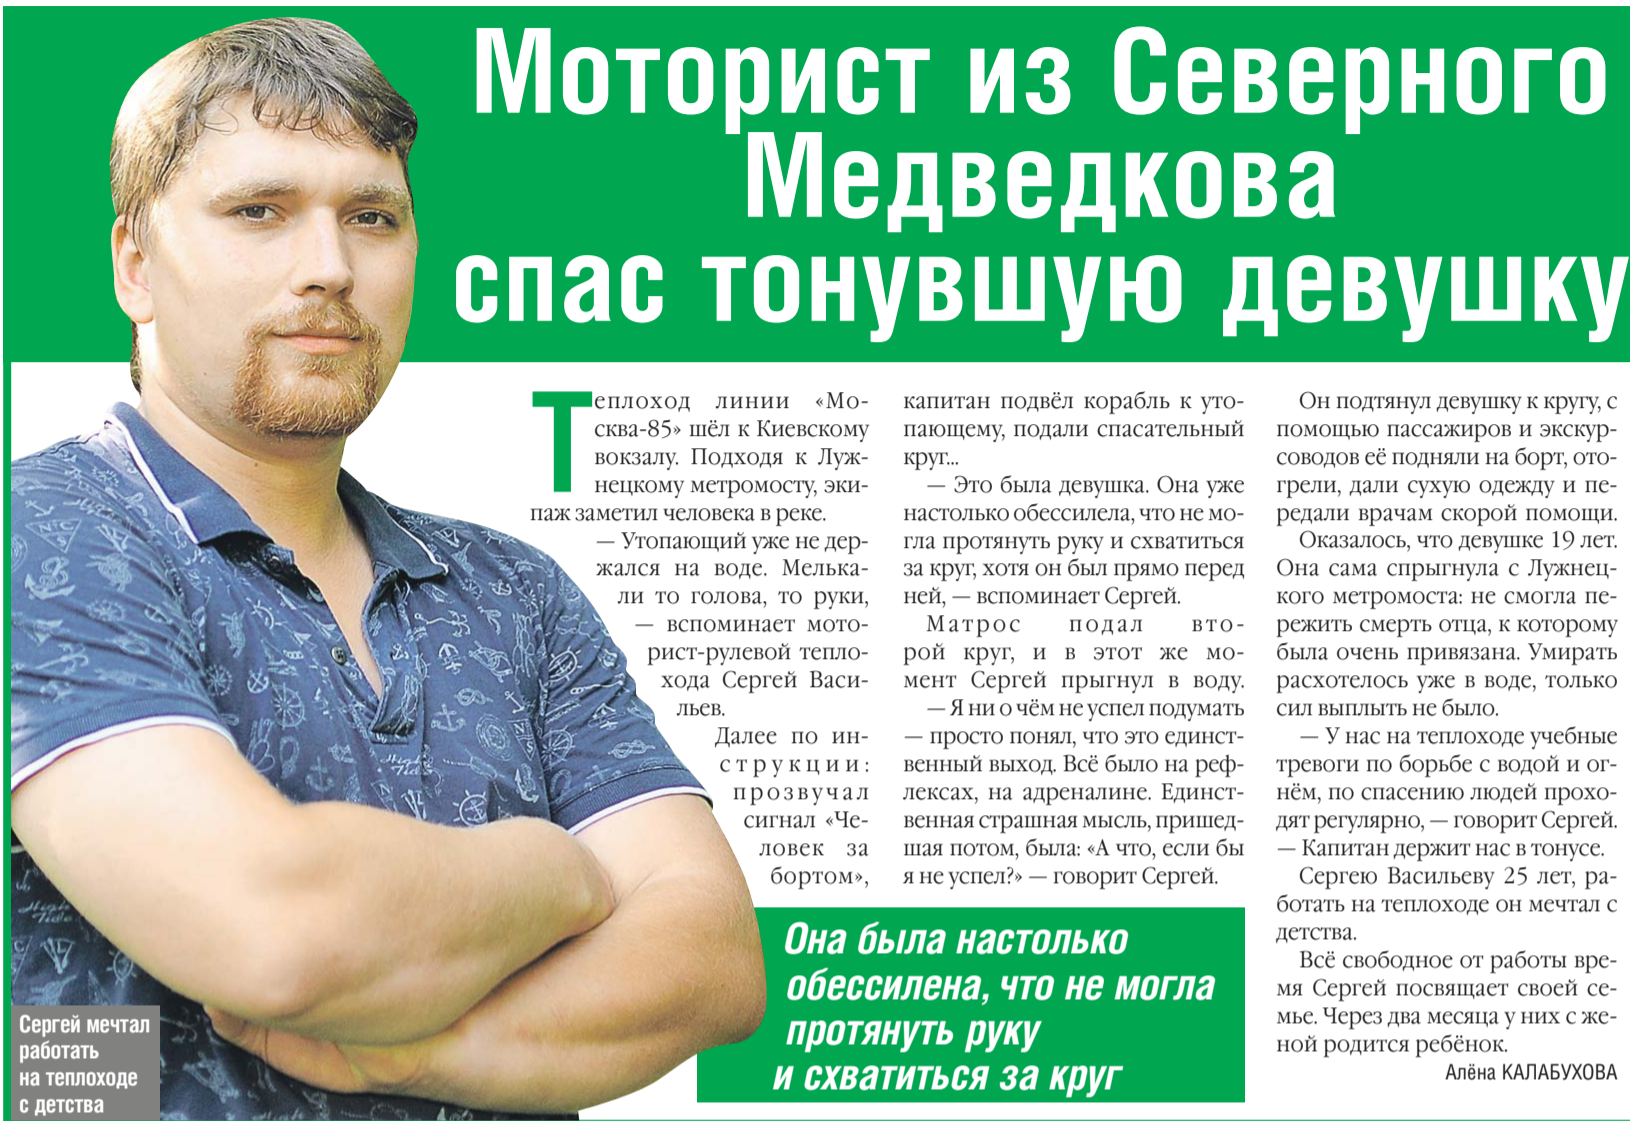 Моторист из Северного
Медведкова
спас тонувшую девушку
Теплоход линии «Мо-
сква-85» шёл к Киевскому
вокзалу. Подходя к Луж-
нецкому метромосту, эки-
паж заметил человека в реке.
— Утопающий уже не дер-
жался на воде. Мелька-
ли то голова, то руки,
— вспоминает мото-
рист-рулевой тепло-
хода Сергей Васи-
льев.
Далее по ин-
струкции:
прозвучал
сигнал «Че-
ловек за
бортом»,
капитан подвёл корабль к уто-
пающему, подали спасательный
круг...
— Это была девушка. Она уже
настолько обессилела, что не мо-
гла протянуть руку и схватиться
за круг, хотя он был прямо перед
ней, — вспоминает Сергей.
Матрос подал вто-
рой круг, и в этот же мо-
мент Сергей прыгнул в воду.
— Я ни о чём не успел подумать
— просто понял, что это единст-
венный выход. Всё было на реф-
лексах, на адреналине. Единст-
венная страшная мысль, пришед-
шая потом, была: «А что, если бы
я не успел?» — говорит Сергей.
Он подтянул девушку к кругу, с
помощью пассажиров и экскур-
соводов её подняли на борт, ото-
грели, дали сухую одежду и пе-
редали врачам скорой помощи.
Оказалось, что девушке 19 лет.
Она сама спрыгнула с Лужнец-
кого метромоста: не смогла пе-
режить смерть отца, к которому
была очень привязана. Умирать
расхотелось уже в воде, только
сил выплыть не было.
— У нас на теплоходе учебные
тревоги по борьбе с водой и ог-
нём, по спасению людей прохо-
дят регулярно, — говорит Сергей.
— Капитан держит нас в тонусе.
Сергею Васильеву 25 лет, ра-
ботать на теплоходе он мечтал с
детства.
Всё свободное от работы вре-
мя Сергей посвящает своей се-
мье. Через два месяца у них с же-
ной родится ребёнок.
Алёна КАЛАБУХОВА
Она была настолько
обессилена, что не могла
протянуть руку
и схватиться за круг
Сергей мечтал
работать
на теплоходе
с детства